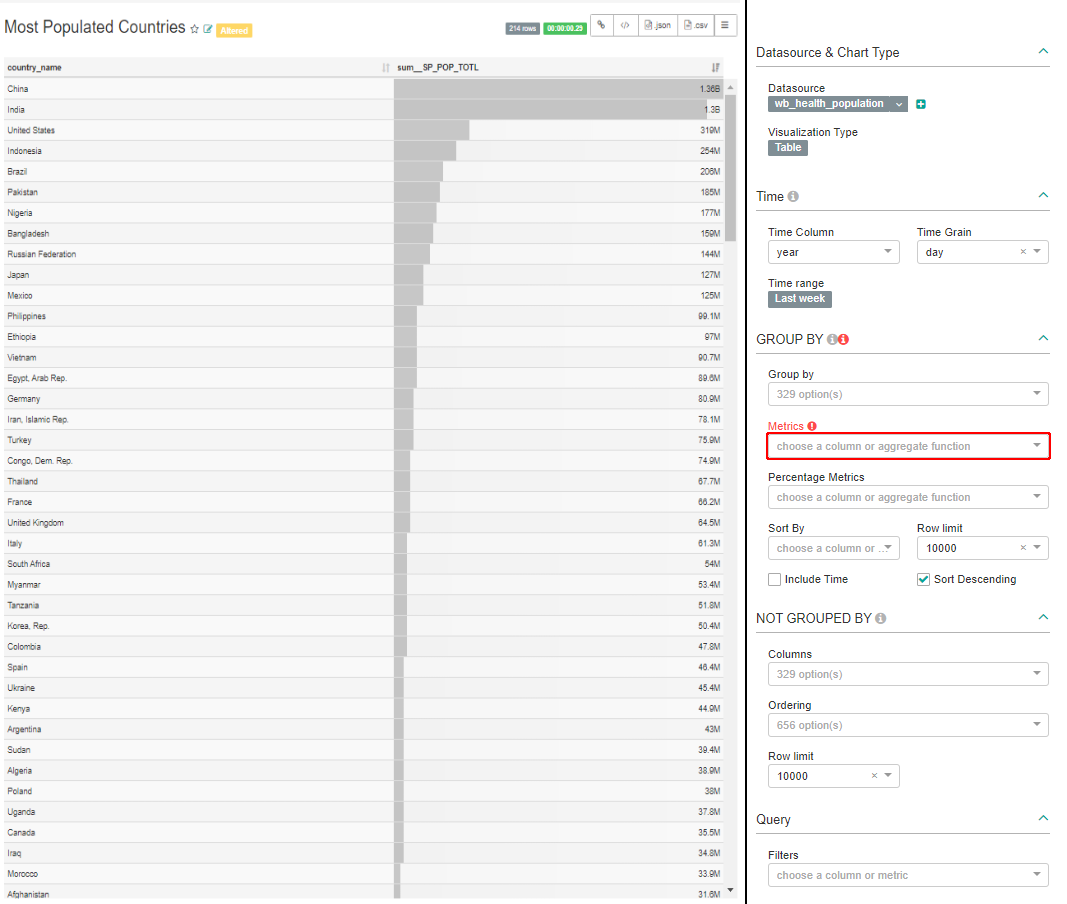 Most Populated Countries Altered
214 rows 00:00:00.29 .json .csv
country_name sum__SP_POP_TOTL
China 1.36B
India 1.3B
United States 319M
Indonesia 254M
Brazil 206M
Pakistan 185M
Nigeria 177M
Bangladesh 159M
Russian Federation 144M
Japan 127M
Mexico 125M
Philippines 99.1M
Ethiopia 97M
Vietnam 90.7M
Egypt, Arab Rep. 89.6M
Germany 80.9M
Iran, Islamic Rep. 78.1M
Turkey 75.9M
Congo, Dem. Rep. 74.9M
Thailand 67.7M
France 66.2M
United Kingdom 64.5M
Italy 61.3M
South Africa 54M
Myanmar 53.4M
Tanzania 51.8M
Korea, Rep. 50.4M
Colombia 47.8M
Spain 46.4M
Ukraine 45.4M
Kenya 44.9M
Argentina 43M
Sudan 39.4M
Algeria 38.9M
Poland 38M
Uganda 37.8M
Canada 35.5M
Iraq 34.8M
Morocco 33.9M
Afghanistan 31.6M
Datasource & Chart Type
Datasource
wb_health_population
Visualization Type
Table
Time
Time Column Time Grain
year day
Time range
Last week
GROUP BY
Group by
329 option(s)
Metrics
choose a column or aggregate function
Percentage Metrics
choose a column or aggregate function
Sort By Row limit
choose a column or ... 10000
Include Time Sort Descending
NOT GROUPED BY
Columns
329 option(s)
Ordering
656 option(s)
Row limit
10000
Query
Filters
choose a column or metric